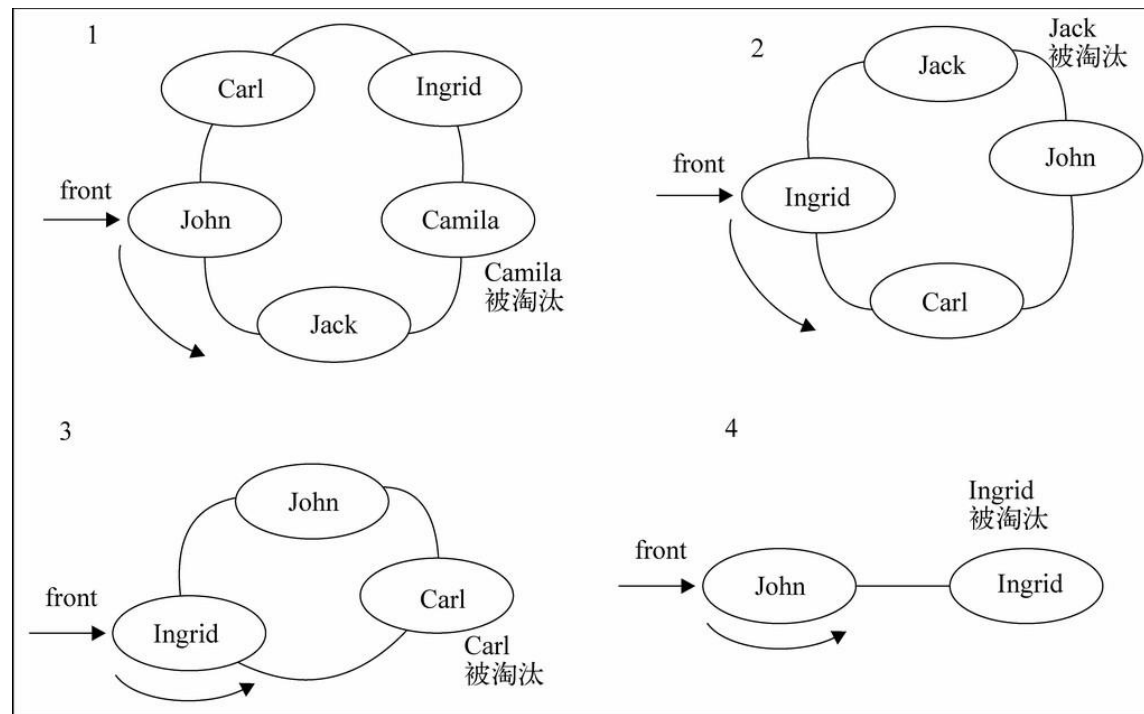 1
Carl
Ingrid
front
John
Camila
Camila
被淘汰
Jack
2
Jack
被淘汰
Jack
John
front
Ingrid
Carl
3
John
front
Ingrid
Carl
Carl
被淘汰
4
Ingrid
被淘汰
front
John
Ingrid